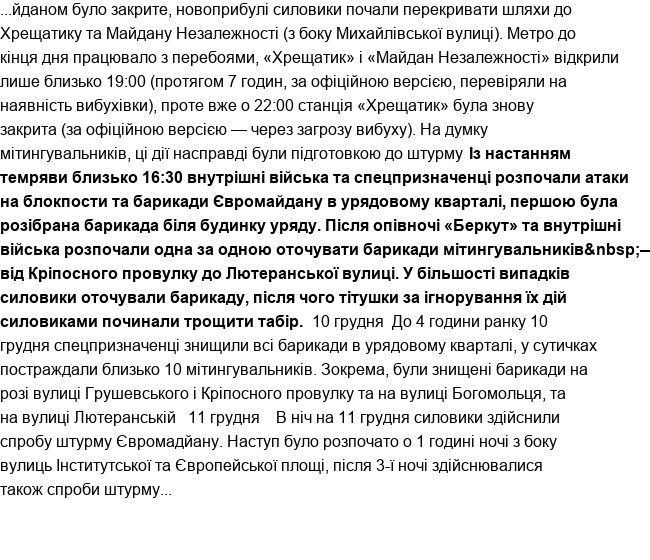 ...йданом було закрите, новоприбулі силовики почали перекривати шляхи до
Хрещатику та Майдану Незалежності (з боку Михайлівської вулиці). Метро до
кінця дня працювало з перебоями, «Хрещатик» і «Майдан Незалежності» відкрили
лише близько 19:00 (протягом 7 годин, за офіційною версією, перевіряли на
наявність вибухівки), проте вже о 22:00 станція «Хрещатик» була знову
закрита (за офіційною версією — через загрозу вибуху). На думку
мітингувальників, ці дії насправді були підготовкою до штурму Із настанням
темряви близько 16:30 внутрішні війська та спецпризначенці розпочали атаки
на блокпости та барикади Євромайдану в урядовому кварталі, першою була
розібрана барикада біля будинку уряду. Після опівночі «Беркут» та внутрішні
війська розпочали одна за одною оточувати барикади мітингувальників&nbsp;—
від Кріпосного провулку до Лютеранської вулиці. У більшості випадків
силовики оточували барикаду, після чого тітушки за ігнорування їх дій
силовиками починали трощити табір.  10 грудня  До 4 години ранку 10
грудня спецпризначенці знищили всі барикади в урядовому кварталі, у сутичках
постраждали близько 10 мітингувальників. Зокрема, були знищені барикади на
розі вулиці Грушевського і Кріпосного провулку та на вулиці Богомольця, та
на вулиці Лютеранській   11 грудня    В ніч на 11 грудня силовики здійснили
спробу штурму Євромадйану. Наступ було розпочато о 1 годині ночі з боку
вулиць Інститутської та Європейської площі, після 3-ї ночі здійснювалися
також спроби штурму...